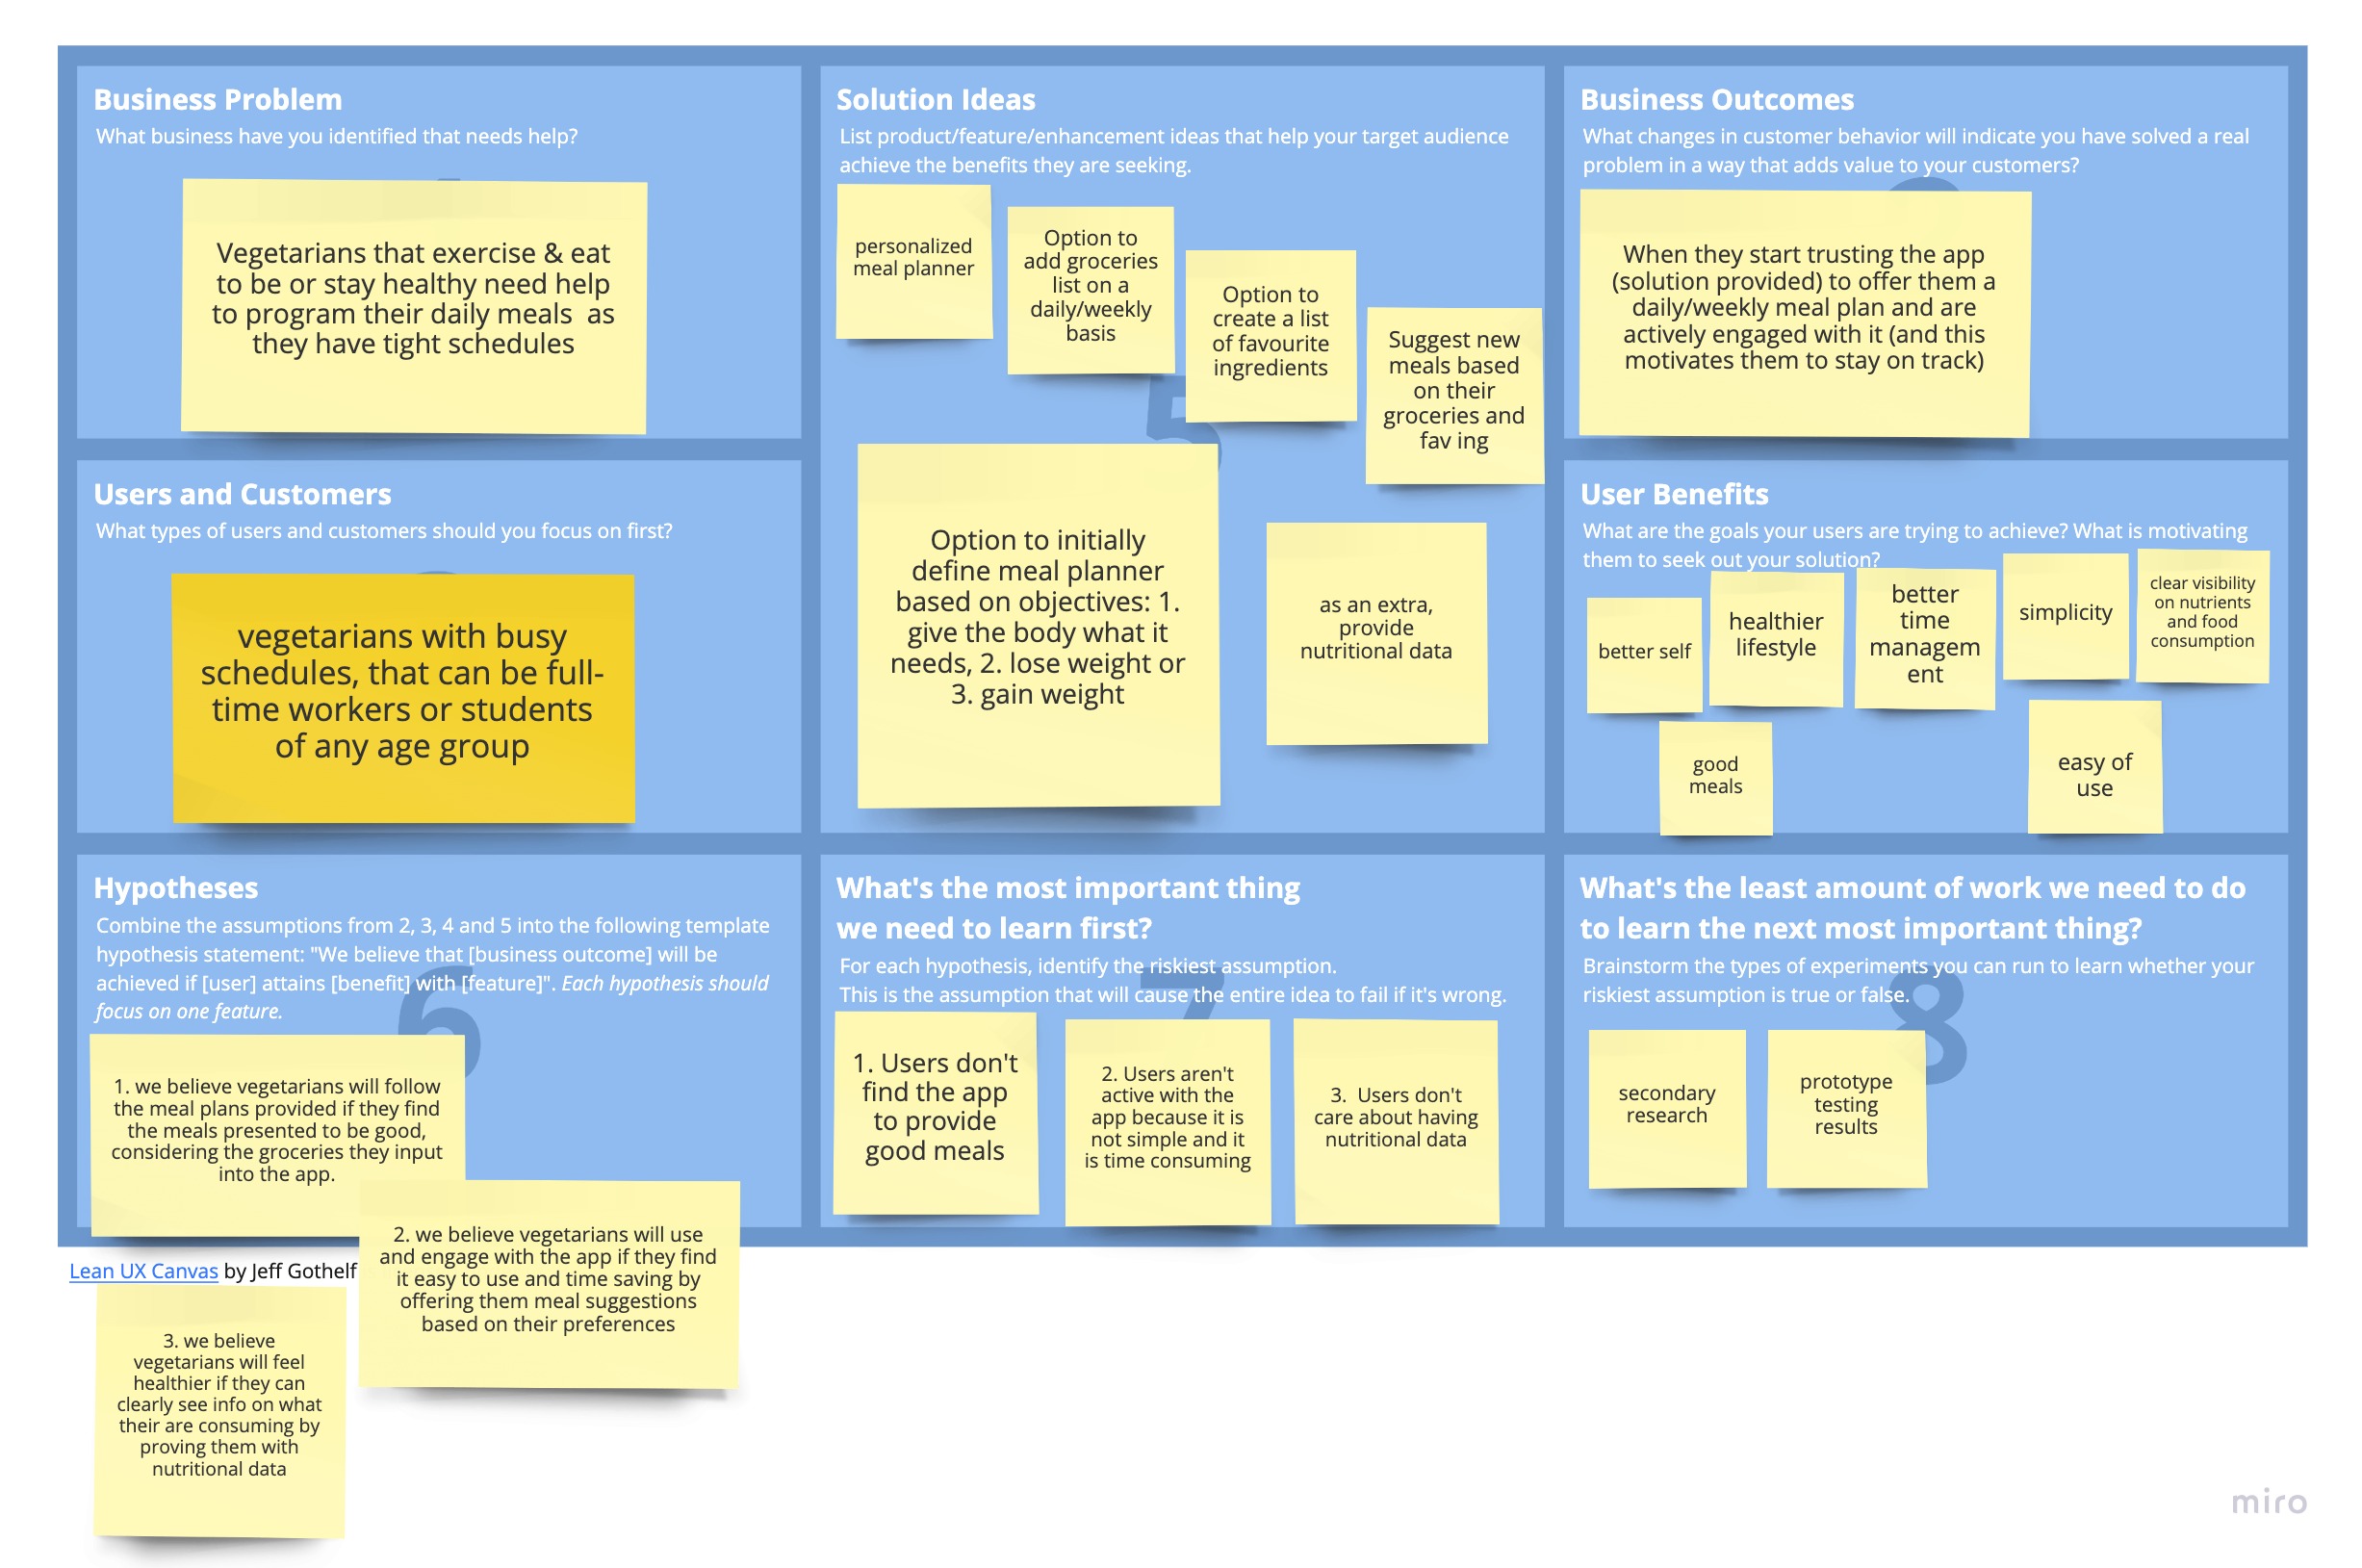 Business Problem
What business have you identified that needs help?
Vegetarians that exercise & eat
to be or stay healthy need help
to program their daily meals  as
they have tight schedules
Users and Customers
What types of users and customers should you focus on first?
vegetarians with busy
schedules, that can be full-
time workers or students
of any age group
Solution Ideas
List product/feature/enhancement ideas that help your target audience
achieve the benefits they are seeking.
personalized
meal planner
Option to
add groceries
list on a
daily/weekly
basis
Option to
create a list
of favourite
ingredients
Suggest new
meals based
on their
groceries and
fav ing
5
Option to initially
define meal planner
based on objectives: 1.
give the body what it
needs, 2. lose weight or
3. gain weight
as an extra,
provide
nutritional data
Business Outcomes
What changes in customer behavior will indicate you have solved a real
problem in a way that adds value to your customers?
When they start trusting the app
(solution provided) to offer them a
daily/weekly meal plan and are
actively engaged with it (and this
motivates them to stay on track)
User Benefits
What are the goals your users are trying to achieve? What is motivating
them to seek out your solution?
better self
healthier
lifestyle
better
time
managem
ent
simplicity
clear visibility
on nutrients
and food
consumption
good
meals
easy of
use
Hypotheses
Combine the assumptions from 2, 3, 4 and 5 into the following template
hypothesis statement: "We believe that [business outcome] will be
achieved if [user] attains [benefit] with [feature]". Each hypothesis should
focus on one feature.
6
1. we believe vegetarians will follow
the meal plans provided if they find
the meals presented to be good,
considering the groceries they input
into the app.
2. we believe vegetarians will use
and engage with the app if they find
it easy to use and time saving by
offering them meal suggestions
based on their preferences
Lean UX Canvas by Jeff Gothelf
3. we believe
vegetarians will feel
healthier if they can
clearly see info on what
their are consuming by
proving them with
nutritional data
What's the most important thing
we need to learn first?
For each hypothesis, identify the riskiest assumption.
This is the assumption that will cause the entire idea to fail if it's wrong.
7
1. Users don't
find the app
to provide
good meals
2. Users aren't
active with the
app because it is
not simple and it
is time consuming
3.  Users don't
care about having
nutritional data
What's the least amount of work we need to do
to learn the next most important thing?
Brainstorm the types of experiments you can run to learn whether your
riskiest assumption is true or false.
8
secondary
research
prototype
testing
results
miro